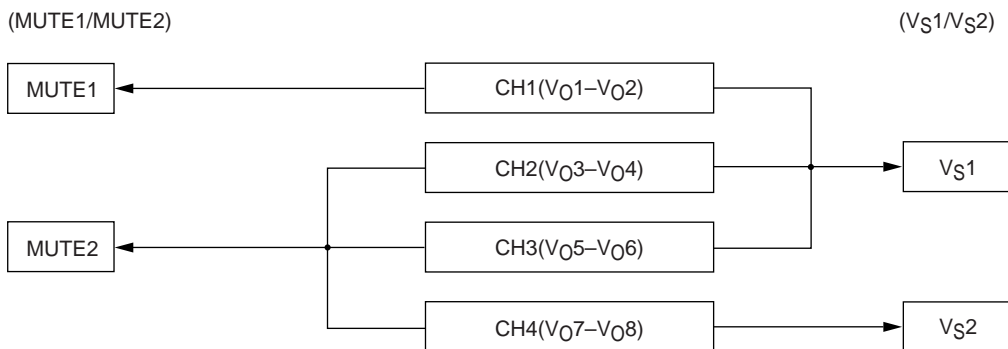 (MUTE1/MUTE2) (VS1/VS2)
MUTE1 CH1(VO1–VO2)
CH2(VO3–VO4) VS1
MUTE2 CH3(VO5–VO6)
CH4(VO7–VO8) VS2